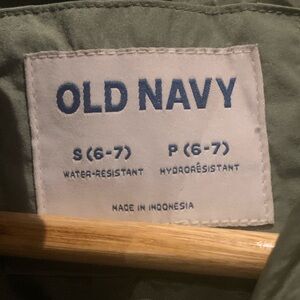 OLD NAVY
S (6-7) P (6-7)
WATER-RESISTANT HYDRORÉSISTANT
MADE IN INDONESIA